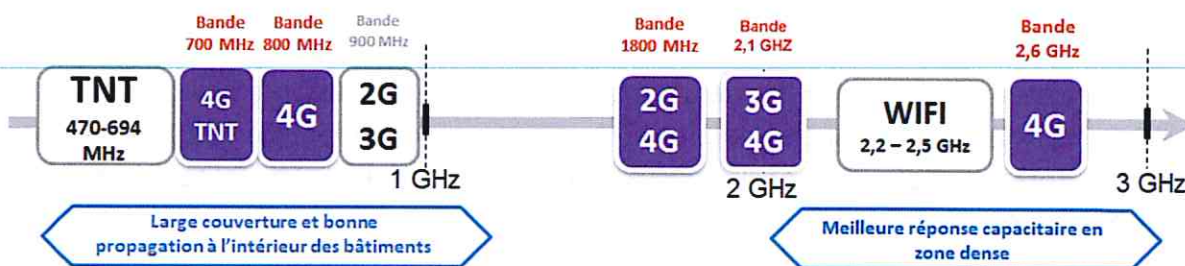 Bande
700 MHz
Bande
800 MHz
Bande
900 MHz
Bande
1800 MHz
Bande
2,1 GHZ
Bande
2,6 GHz
TNT
470-694
MHz
4G
TNT
4G
2G
3G
2G
4G
3G
4G
WIFI
2,2 – 2,5 GHz
4G
1 GHz
2 GHz
3 GHz
Large couverture et bonne
propagation à l'intérieur des bâtiments
Meilleure réponse capacitaire en
zone dense